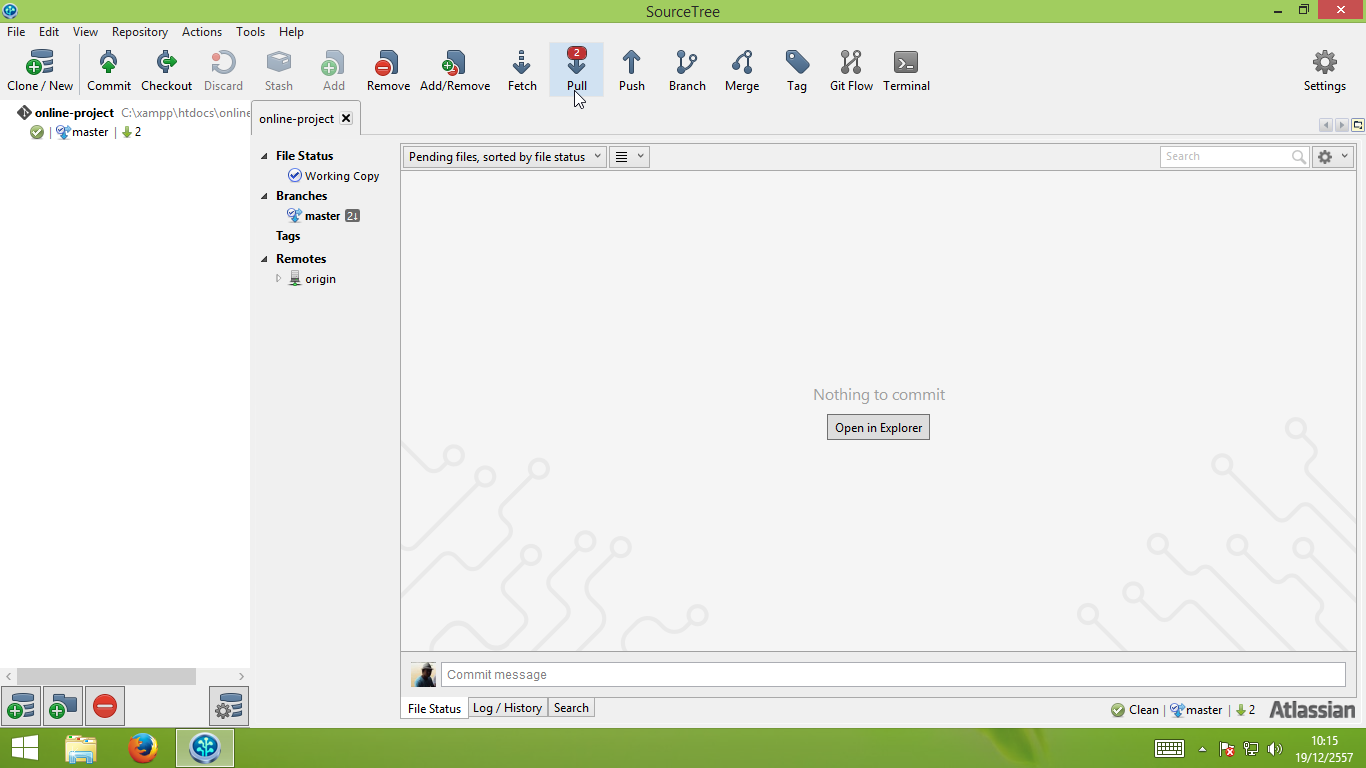 SourceTree
File Edit View Repository Actions Tools Help
2
Clone / New Commit Checkout Discard Stash Add Remove Add/Remove Fetch Pull Push Branch Merge Tag Git Flow Terminal Settings
online-project C:\xampp\htdocs\online
master | 2
online-project
File Status
Working Copy
Branches
master 2↓
Tags
Remotes
origin
Pending files, sorted by file status
Search
Nothing to commit
Open in Explorer
Commit message
File Status Log / History Search
Clean | master | 2 Atlassian
10:15
19/12/2557